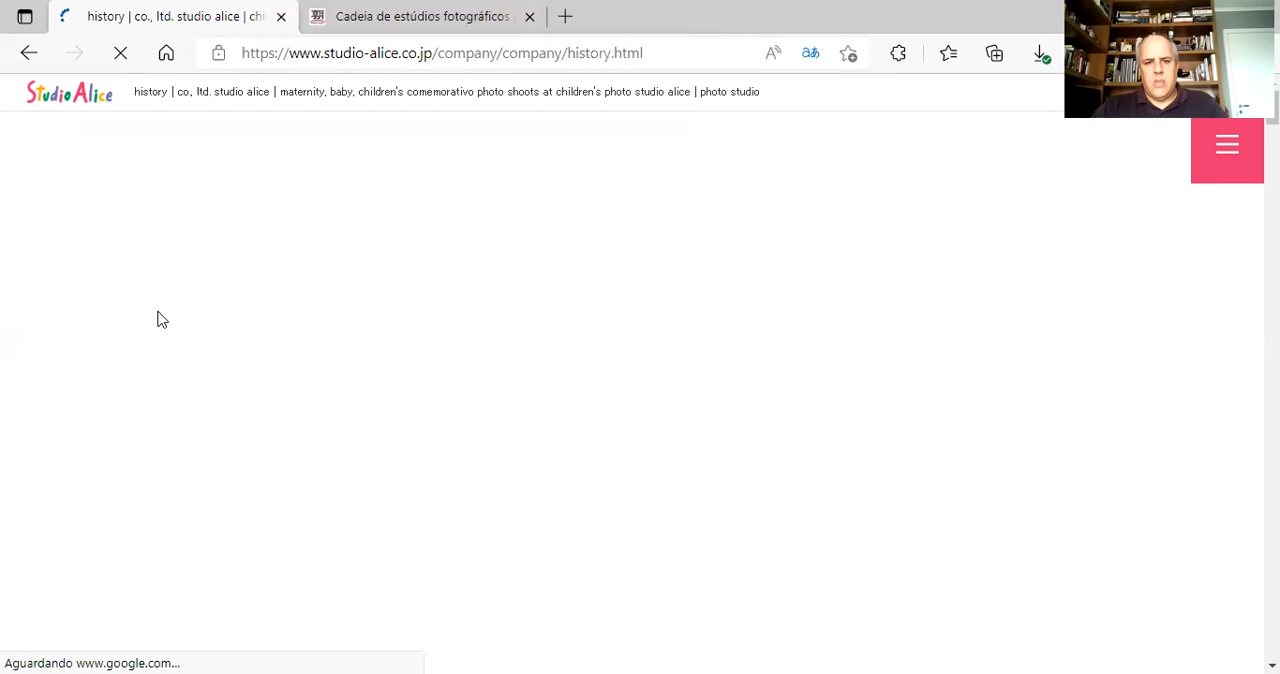 history | co., ltd. studio alice | chi
Cadeia de estúdios fotográficos
https://www.studio-alice.co.jp/company/company/history.html
Studio Alice
history | co., ltd. studio alice | maternity, baby, children's comemorativo photo shoots at children's photo studio alice | photo studio
Aguardando www.google.com...